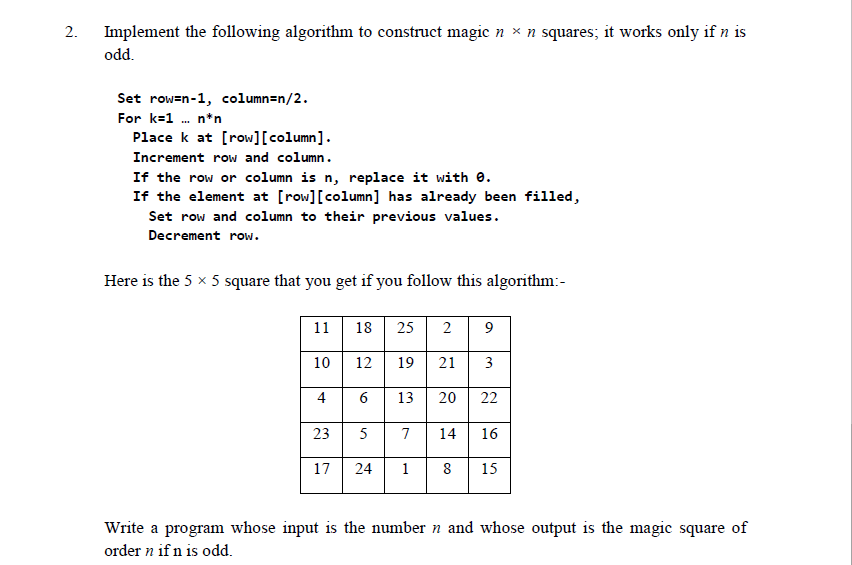 2. Implement the following algorithm to construct magic n × n squares; it works only if n is
odd.
Set row=n-1, column=n/2.
For k=1 … n*n
Place k at [row][column].
Increment row and column.
If the row or column is n, replace it with 0.
If the element at [row][column] has already been filled,
Set row and column to their previous values.
Decrement row.
Here is the 5 × 5 square that you get if you follow this algorithm:-
11 18 25 2 9
10 12 19 21 3
4 6 13 20 22
23 5 7 14 16
17 24 1 8 15
Write a program whose input is the number n and whose output is the magic square of
order n if n is odd.